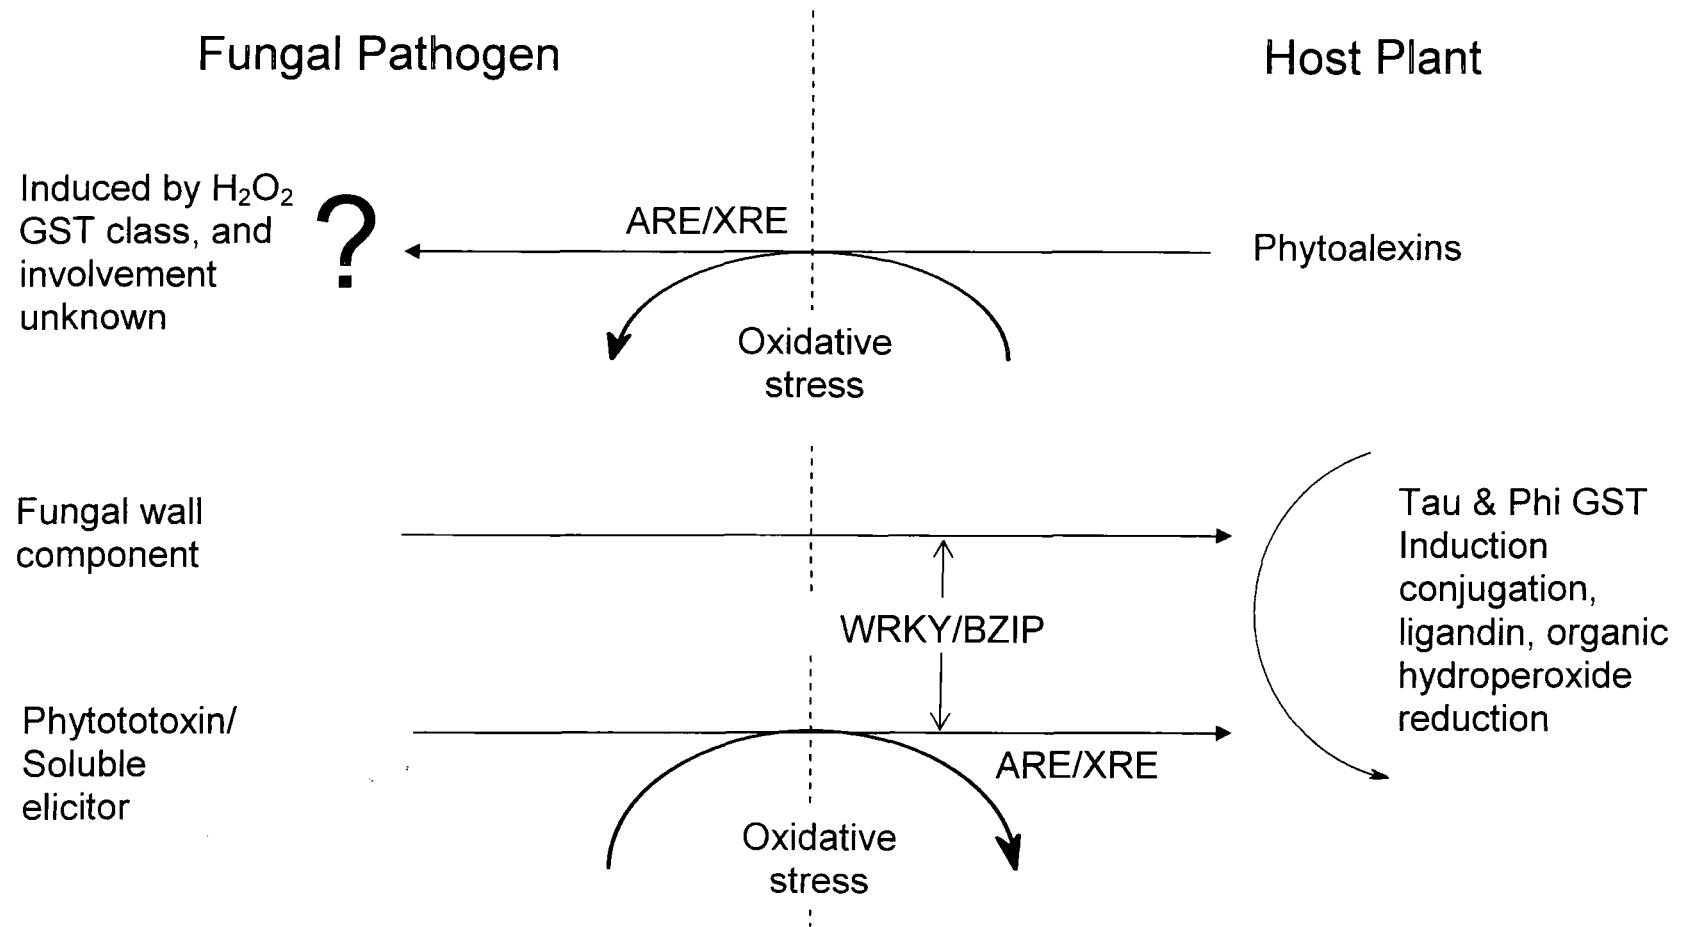 Fungal Pathogen
Host Plant
Induced by H₂O₂
GST class, and
involvement
unknown
?
ARE/XRE
Phytoalexins
Oxidative
stress
Fungal wall
component
WRKY/BZIP
Tau & Phi GST
Induction
conjugation,
ligandin, organic
hydroperoxide
reduction
Phytototoxin/
Soluble
elicitor
ARE/XRE
Oxidative
stress